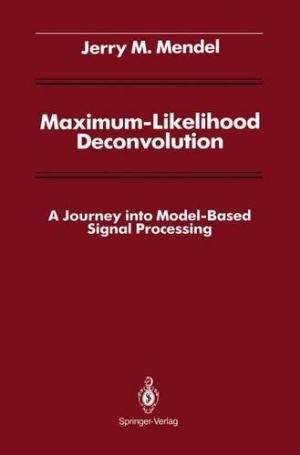 Jerry M. Mendel
Maximum-Likelihood
Deconvolution
A Journey into Model-Based
Signal Processing
Springer-Verlag